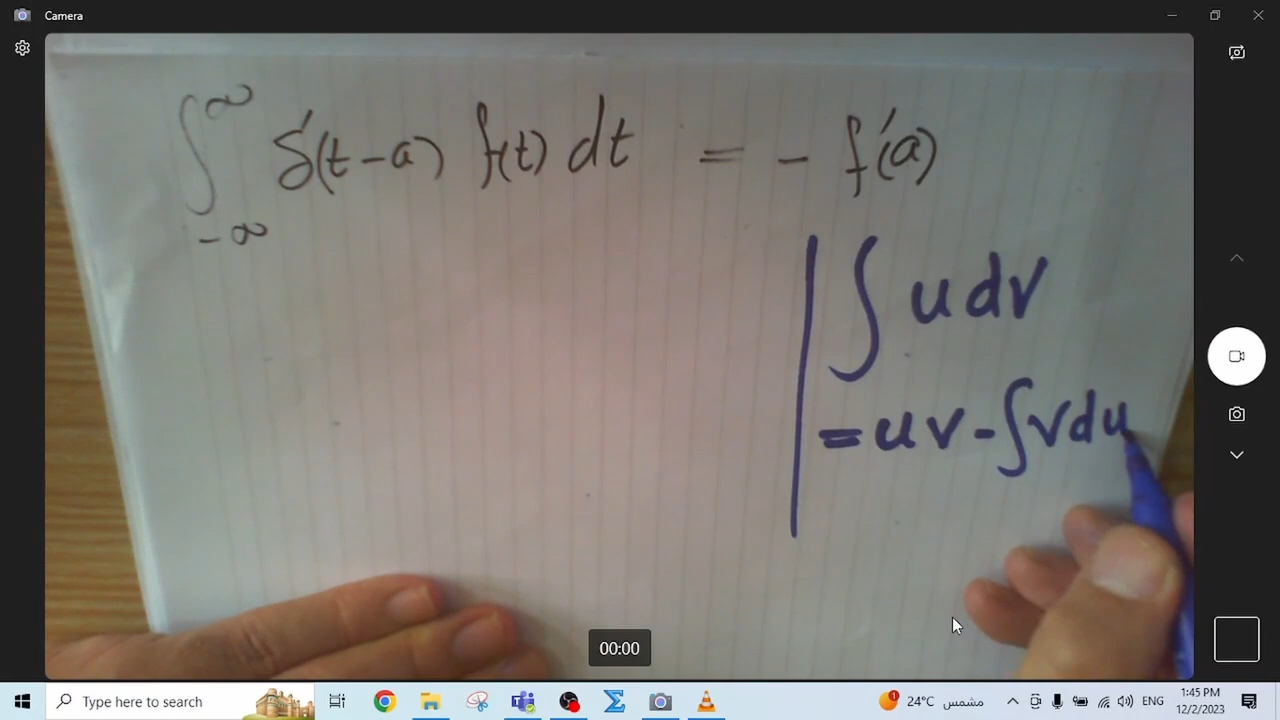 Camera
∫_{-∞}^{∞} δ'(t-a) f(t) dt = - f'(a)
∫ u dv
= uv - ∫ v du
00:00
Type here to search
1
24°C مشمس
ENG
1:45 PM
12/2/2023